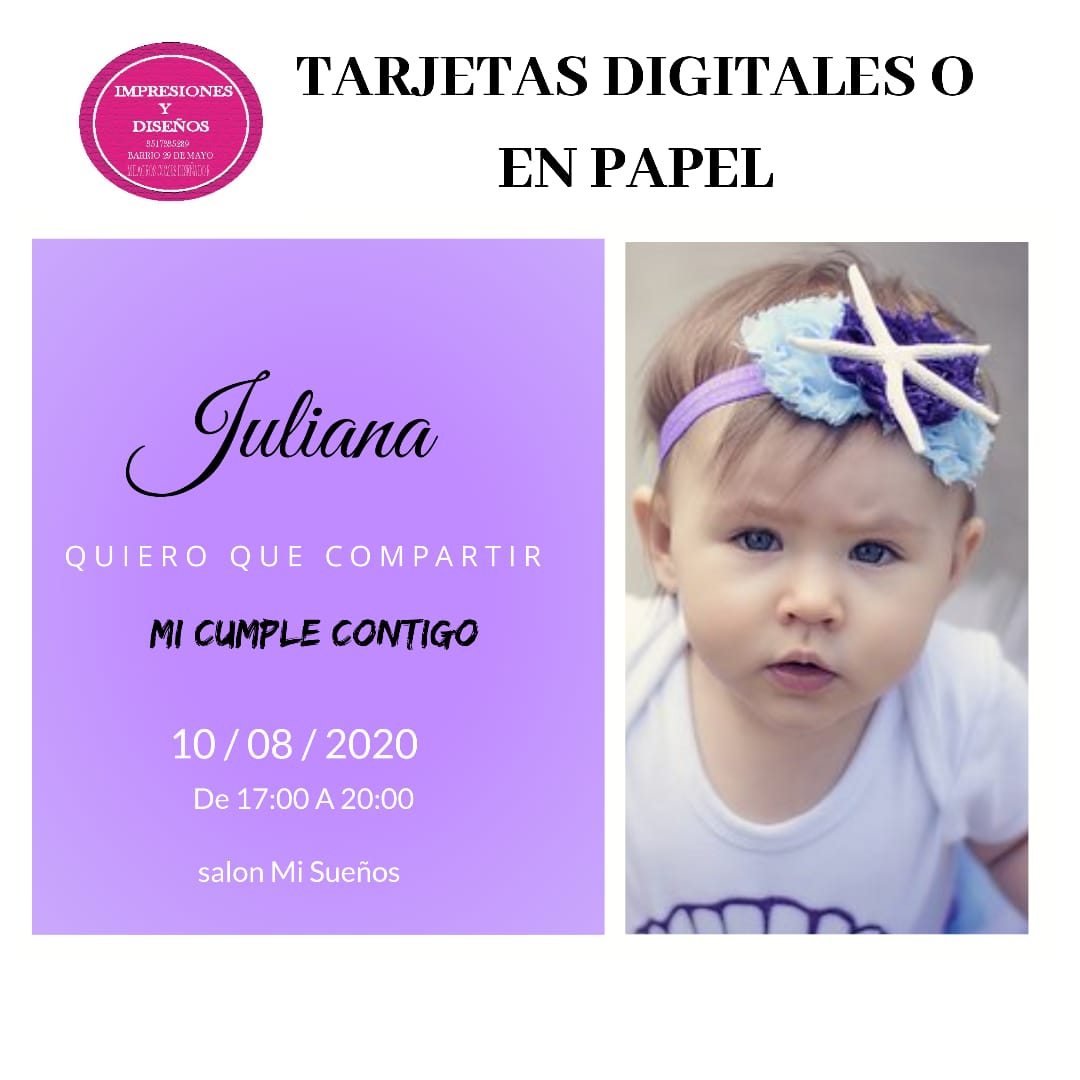 IMPRESIONES
Y
DISEÑOS
BARRIO 29 DE MAYO
TARJETAS DIGITALES O
EN PAPEL
Juliana
QUIERO QUE COMPARTIR
MI CUMPLE CONTIGO
10 / 08 / 2020
De 17:00 A 20:00
salon Mi Sueños